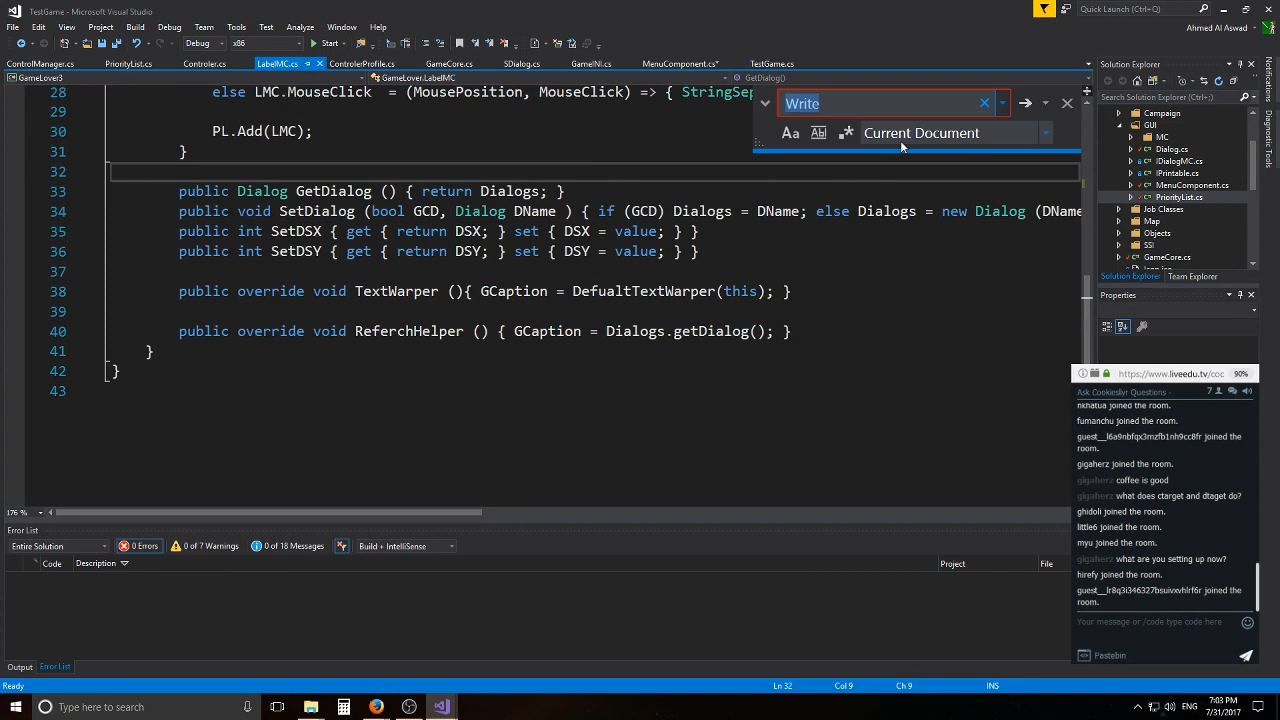 TestGame - Microsoft Visual Studio
Quick Launch (Ctrl+Q)
File Edit View Project Build Debug Team Tools Test Analyze Window Help
Ahmed Al Aswad
Debug x86 Start
ControlManager.cs PriorityList.cs Controler.cs LabelMC.cs ControlerProfile.cs GameCore.cs SDialog.cs GameINI.cs MenuComponent.cs* TestGame.cs
GameLover3 GameLover.LabelMC GetDialog()
28 else LMC.MouseClick = (MousePosition, MouseClick) => { StringSep
29
30 PL.Add(LMC);
31 }
32
33 public Dialog GetDialog () { return Dialogs; }
34 public void SetDialog (bool GCD, Dialog DName ) { if (GCD) Dialogs = DName; else Dialogs = new Dialog (DName
35 public int SetDSX { get { return DSX; } set { DSX = value; } }
36 public int SetDSY { get { return DSY; } set { DSY = value; } }
37
38 public override void TextWarper (){ GCaption = DefualtTextWarper(this); }
39
40 public override void ReferchHelper () { GCaption = Dialogs.getDialog(); }
41 }
42 }
43
Write
Aa Ab Current Document
176 %
Error List
Entire Solution 0 Errors 0 of 7 Warnings 0 of 18 Messages Build + IntelliSense
Code Description Project File
Output Error List
Ready Ln 32 Col 9 Ch 9 INS
Solution Explorer
Search Solution Explorer (Ctrl+;)
Campaign
GUI
MC
Dialog.cs
IDialogMC.cs
IPrintable.cs
MenuComponent.cs
PriorityList.cs
Job Classes
Map
Objects
SSI
GameCore.cs
Solution Explorer Team Explorer
Properties
Notifications
Diagnostic Tools
https://www.liveedu.tv/coc 90%
Ask Cookieslyr Questions - 7
nkhatua joined the room.
fumanchu joined the room.
guest__l6a9nbfqx3mzfb1nh9cc8fr joined the
room.
gigaherz joined the room.
gigaherz coffee is good
gigaherz what does ctarget and dtaget do?
ghidoli joined the room.
little6 joined the room.
myu joined the room.
gigaherz what are you setting up now?
hirefy joined the room.
guest__lr8q3i346327bsuivxvhlrf6r joined the
room.
Your message or /code type code here
Pastebin
Type here to search
7:03 PM
7/31/2017